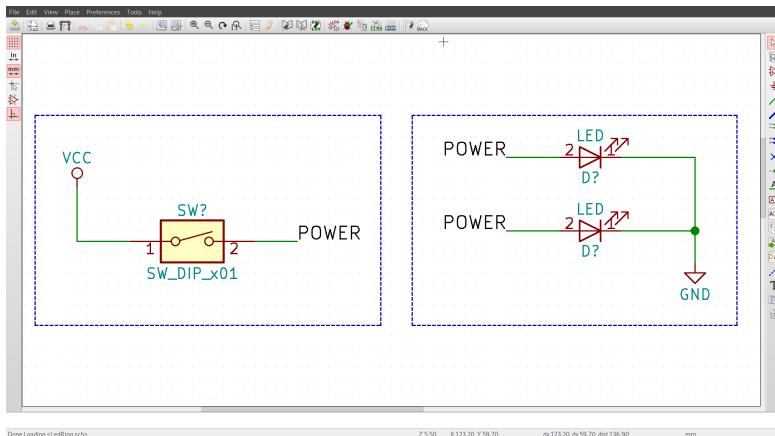 File Edit View Place Preferences Tools Help
In
mm
VCC
SW?
1
2
POWER
SW_DIP_x01
POWER
LED
2
1
D?
POWER
LED
2
1
D?
GND
BACK
Done Loading <LedRing.sch>
Z 5.50 X 173.20 Y 59.70 dx 173.20 dy 59.70 dist 136.90 mm